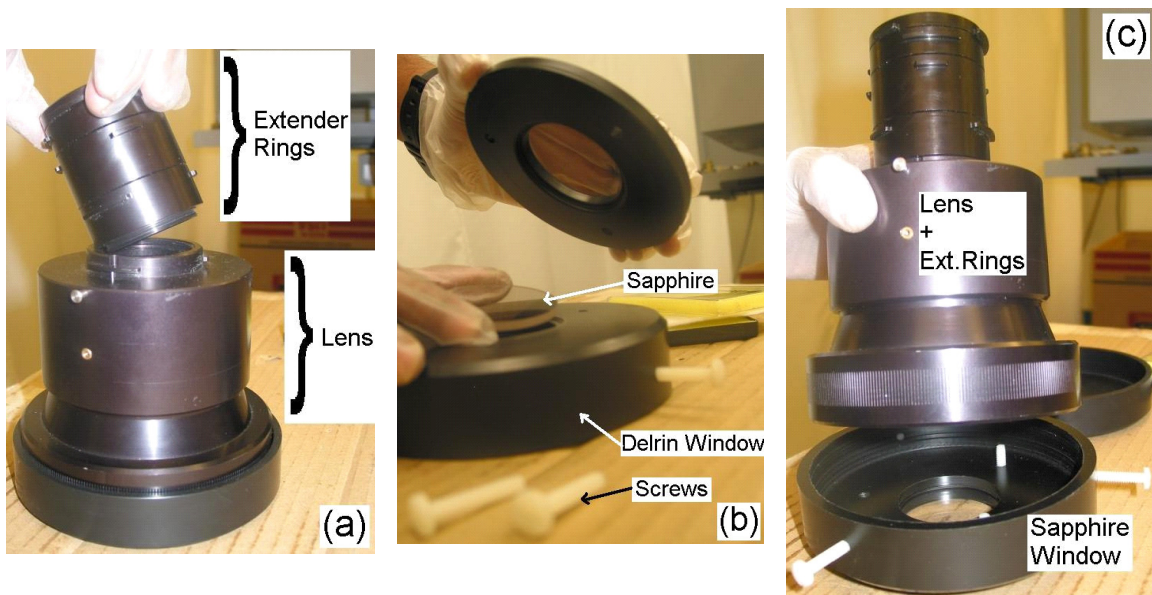 Extender
Rings
Lens
(a)
Sapphire
Delrin Window
Screws
(b)
(c)
Lens
+
Ext.Rings
Sapphire
Window